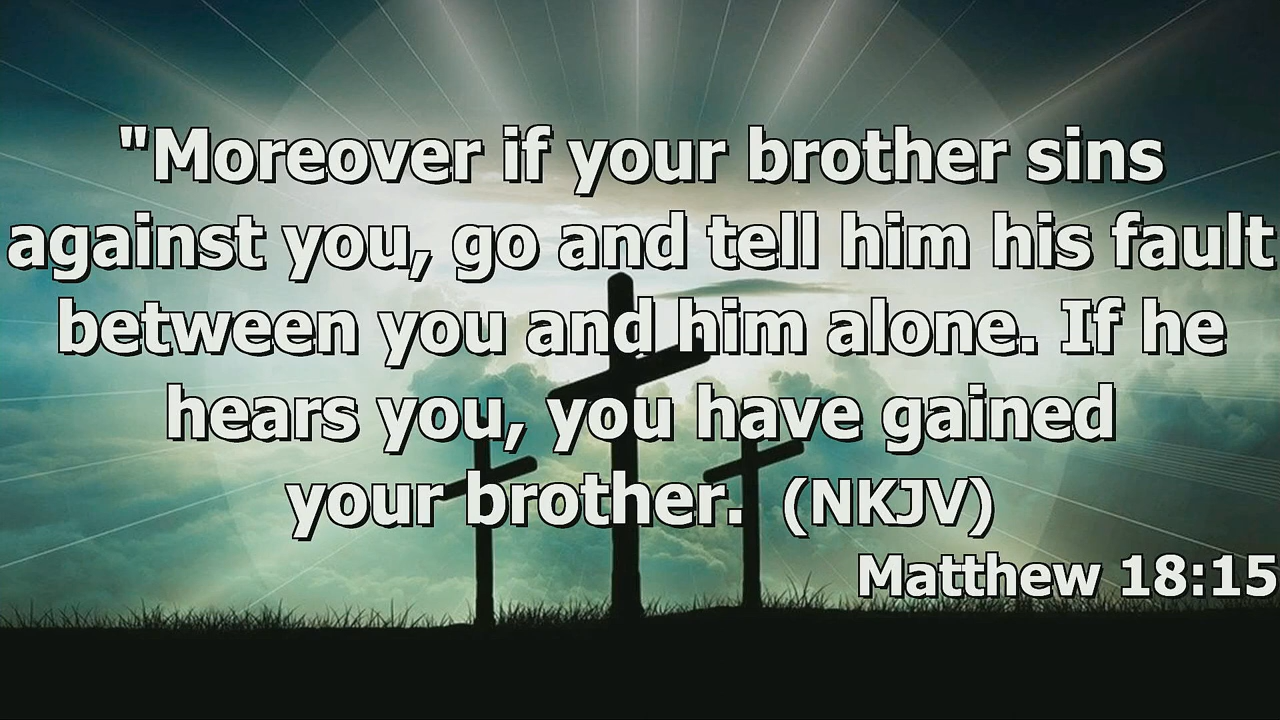 "Moreover if your brother sins
against you, go and tell him his fault
between you and him alone. If he
hears you, you have gained
your brother. (NKJV)
Matthew 18:15